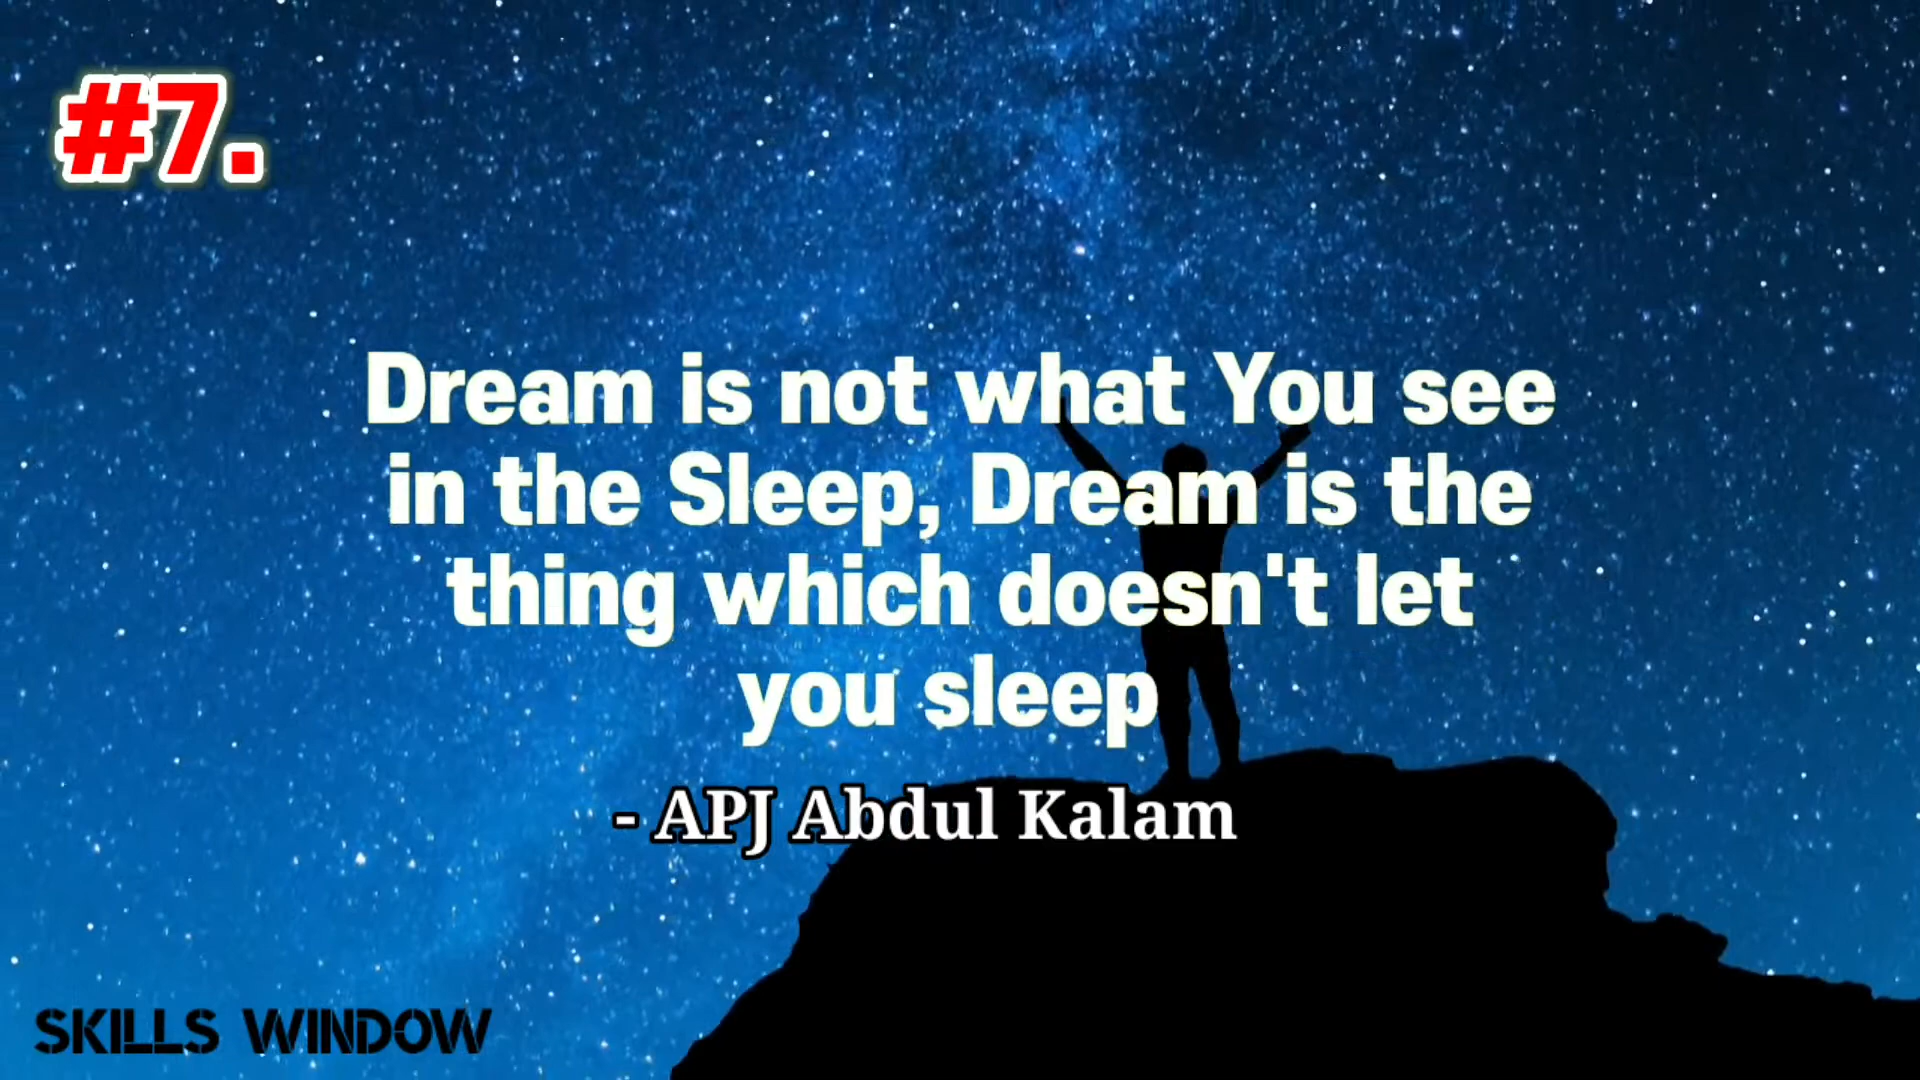 #7.
Dream is not what You see
in the Sleep, Dream is the
thing which doesn't let
you sleep
- APJ Abdul Kalam
SKILLS WINDOW